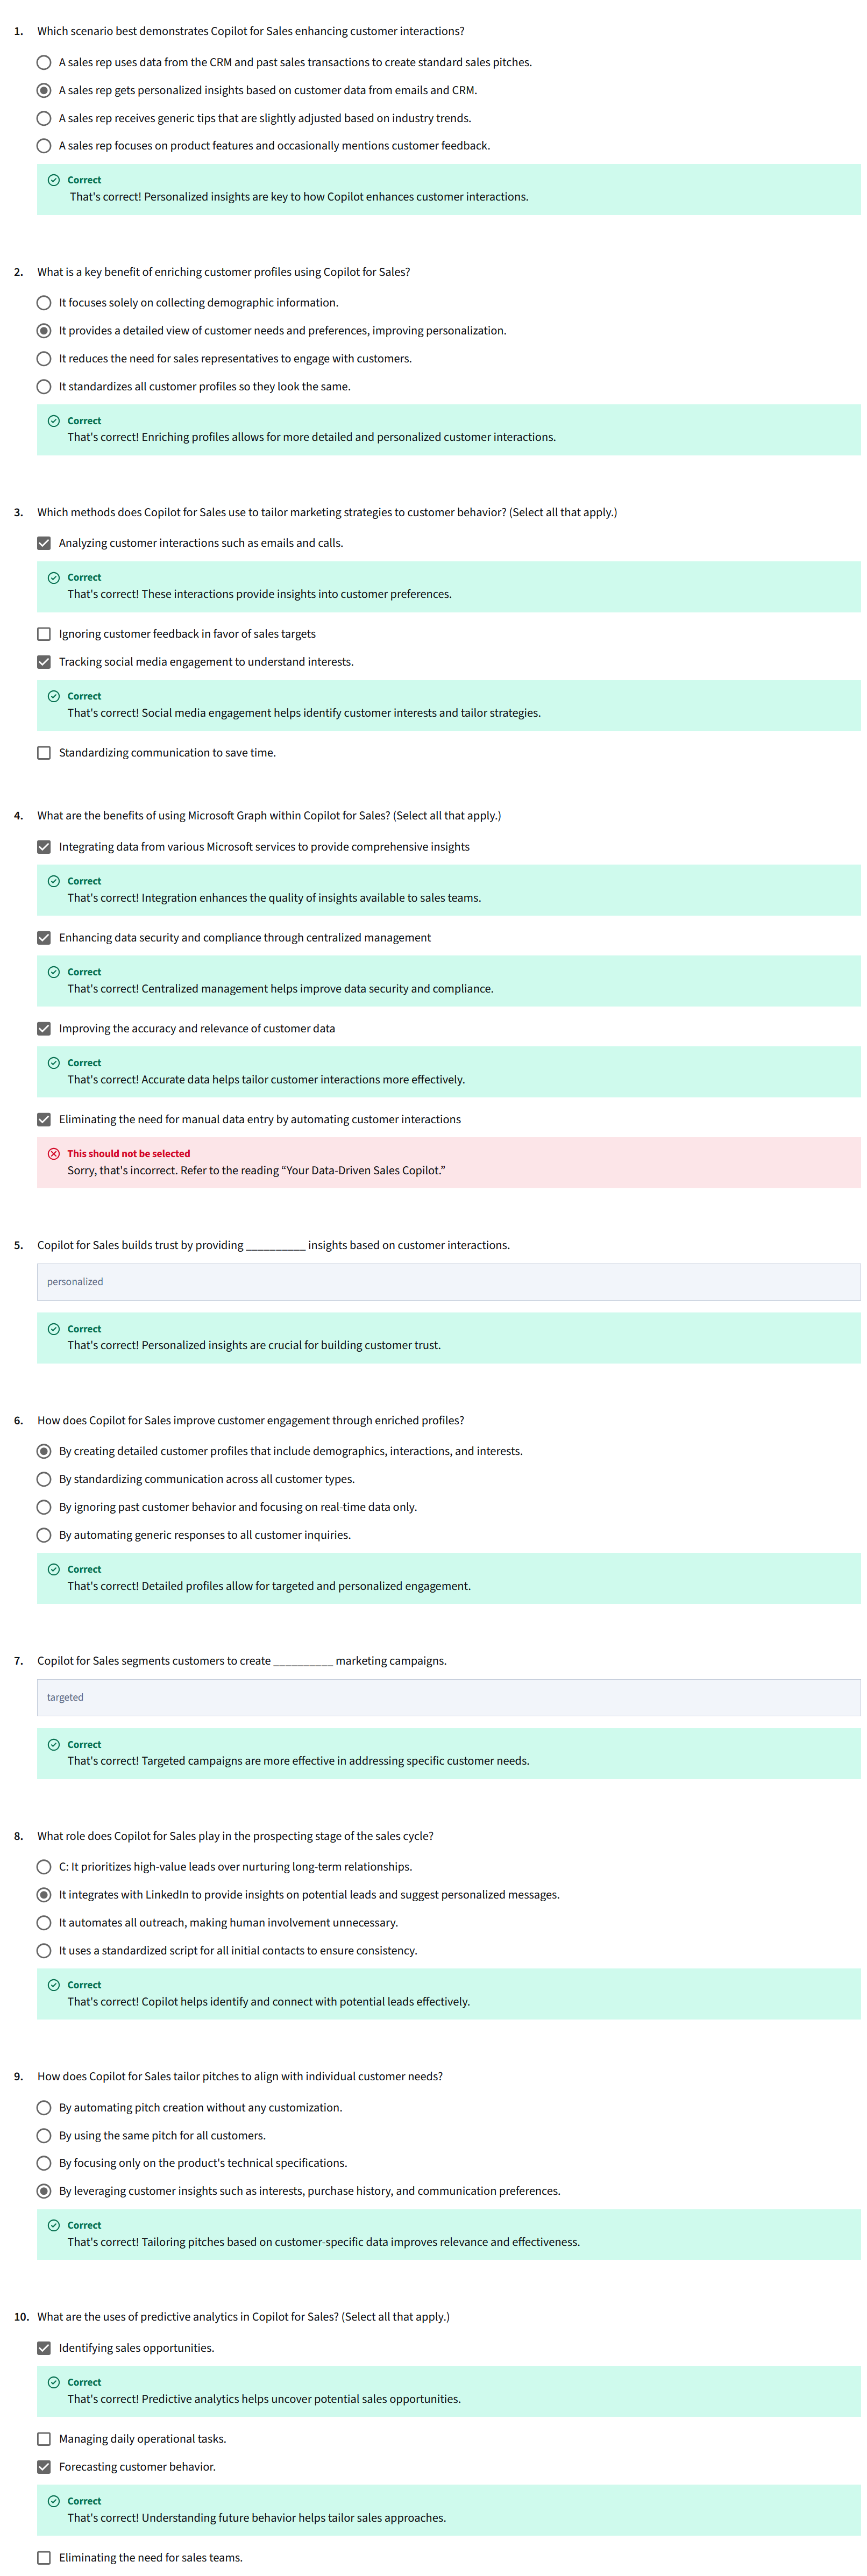 1. Which scenario best demonstrates Copilot for Sales enhancing customer interactions?
A sales rep uses data from the CRM and past sales transactions to create standard sales pitches.
A sales rep gets personalized insights based on customer data from emails and CRM.
A sales rep receives generic tips that are slightly adjusted based on industry trends.
A sales rep focuses on product features and occasionally mentions customer feedback.
Correct
That's correct! Personalized insights are key to how Copilot enhances customer interactions.
2. What is a key benefit of enriching customer profiles using Copilot for Sales?
It focuses solely on collecting demographic information.
It provides a detailed view of customer needs and preferences, improving personalization.
It reduces the need for sales representatives to engage with customers.
It standardizes all customer profiles so they look the same.
Correct
That's correct! Enriching profiles allows for more detailed and personalized customer interactions.
3. Which methods does Copilot for Sales use to tailor marketing strategies to customer behavior? (Select all that apply.)
Analyzing customer interactions such as emails and calls.
Correct
That's correct! These interactions provide insights into customer preferences.
Ignoring customer feedback in favor of sales targets
Tracking social media engagement to understand interests.
Correct
That's correct! Social media engagement helps identify customer interests and tailor strategies.
Standardizing communication to save time.
4. What are the benefits of using Microsoft Graph within Copilot for Sales? (Select all that apply.)
Integrating data from various Microsoft services to provide comprehensive insights
Correct
That's correct! Integration enhances the quality of insights available to sales teams.
Enhancing data security and compliance through centralized management
Correct
That's correct! Centralized management helps improve data security and compliance.
Improving the accuracy and relevance of customer data
Correct
That's correct! Accurate data helps tailor customer interactions more effectively.
Eliminating the need for manual data entry by automating customer interactions
This should not be selected
Sorry, that's incorrect. Refer to the reading “Your Data-Driven Sales Copilot.”
5. Copilot for Sales builds trust by providing __________ insights based on customer interactions.
personalized
Correct
That's correct! Personalized insights are crucial for building customer trust.
6. How does Copilot for Sales improve customer engagement through enriched profiles?
By creating detailed customer profiles that include demographics, interactions, and interests.
By standardizing communication across all customer types.
By ignoring past customer behavior and focusing on real-time data only.
By automating generic responses to all customer inquiries.
Correct
That's correct! Detailed profiles allow for targeted and personalized engagement.
7. Copilot for Sales segments customers to create __________ marketing campaigns.
targeted
Correct
That's correct! Targeted campaigns are more effective in addressing specific customer needs.
8. What role does Copilot for Sales play in the prospecting stage of the sales cycle?
C: It prioritizes high-value leads over nurturing long-term relationships.
It integrates with LinkedIn to provide insights on potential leads and suggest personalized messages.
It automates all outreach, making human involvement unnecessary.
It uses a standardized script for all initial contacts to ensure consistency.
Correct
That's correct! Copilot helps identify and connect with potential leads effectively.
9. How does Copilot for Sales tailor pitches to align with individual customer needs?
By automating pitch creation without any customization.
By using the same pitch for all customers.
By focusing only on the product's technical specifications.
By leveraging customer insights such as interests, purchase history, and communication preferences.
Correct
That's correct! Tailoring pitches based on customer-specific data improves relevance and effectiveness.
10. What are the uses of predictive analytics in Copilot for Sales? (Select all that apply.)
Identifying sales opportunities.
Correct
That's correct! Predictive analytics helps uncover potential sales opportunities.
Managing daily operational tasks.
Forecasting customer behavior.
Correct
That's correct! Understanding future behavior helps tailor sales approaches.
Eliminating the need for sales teams.